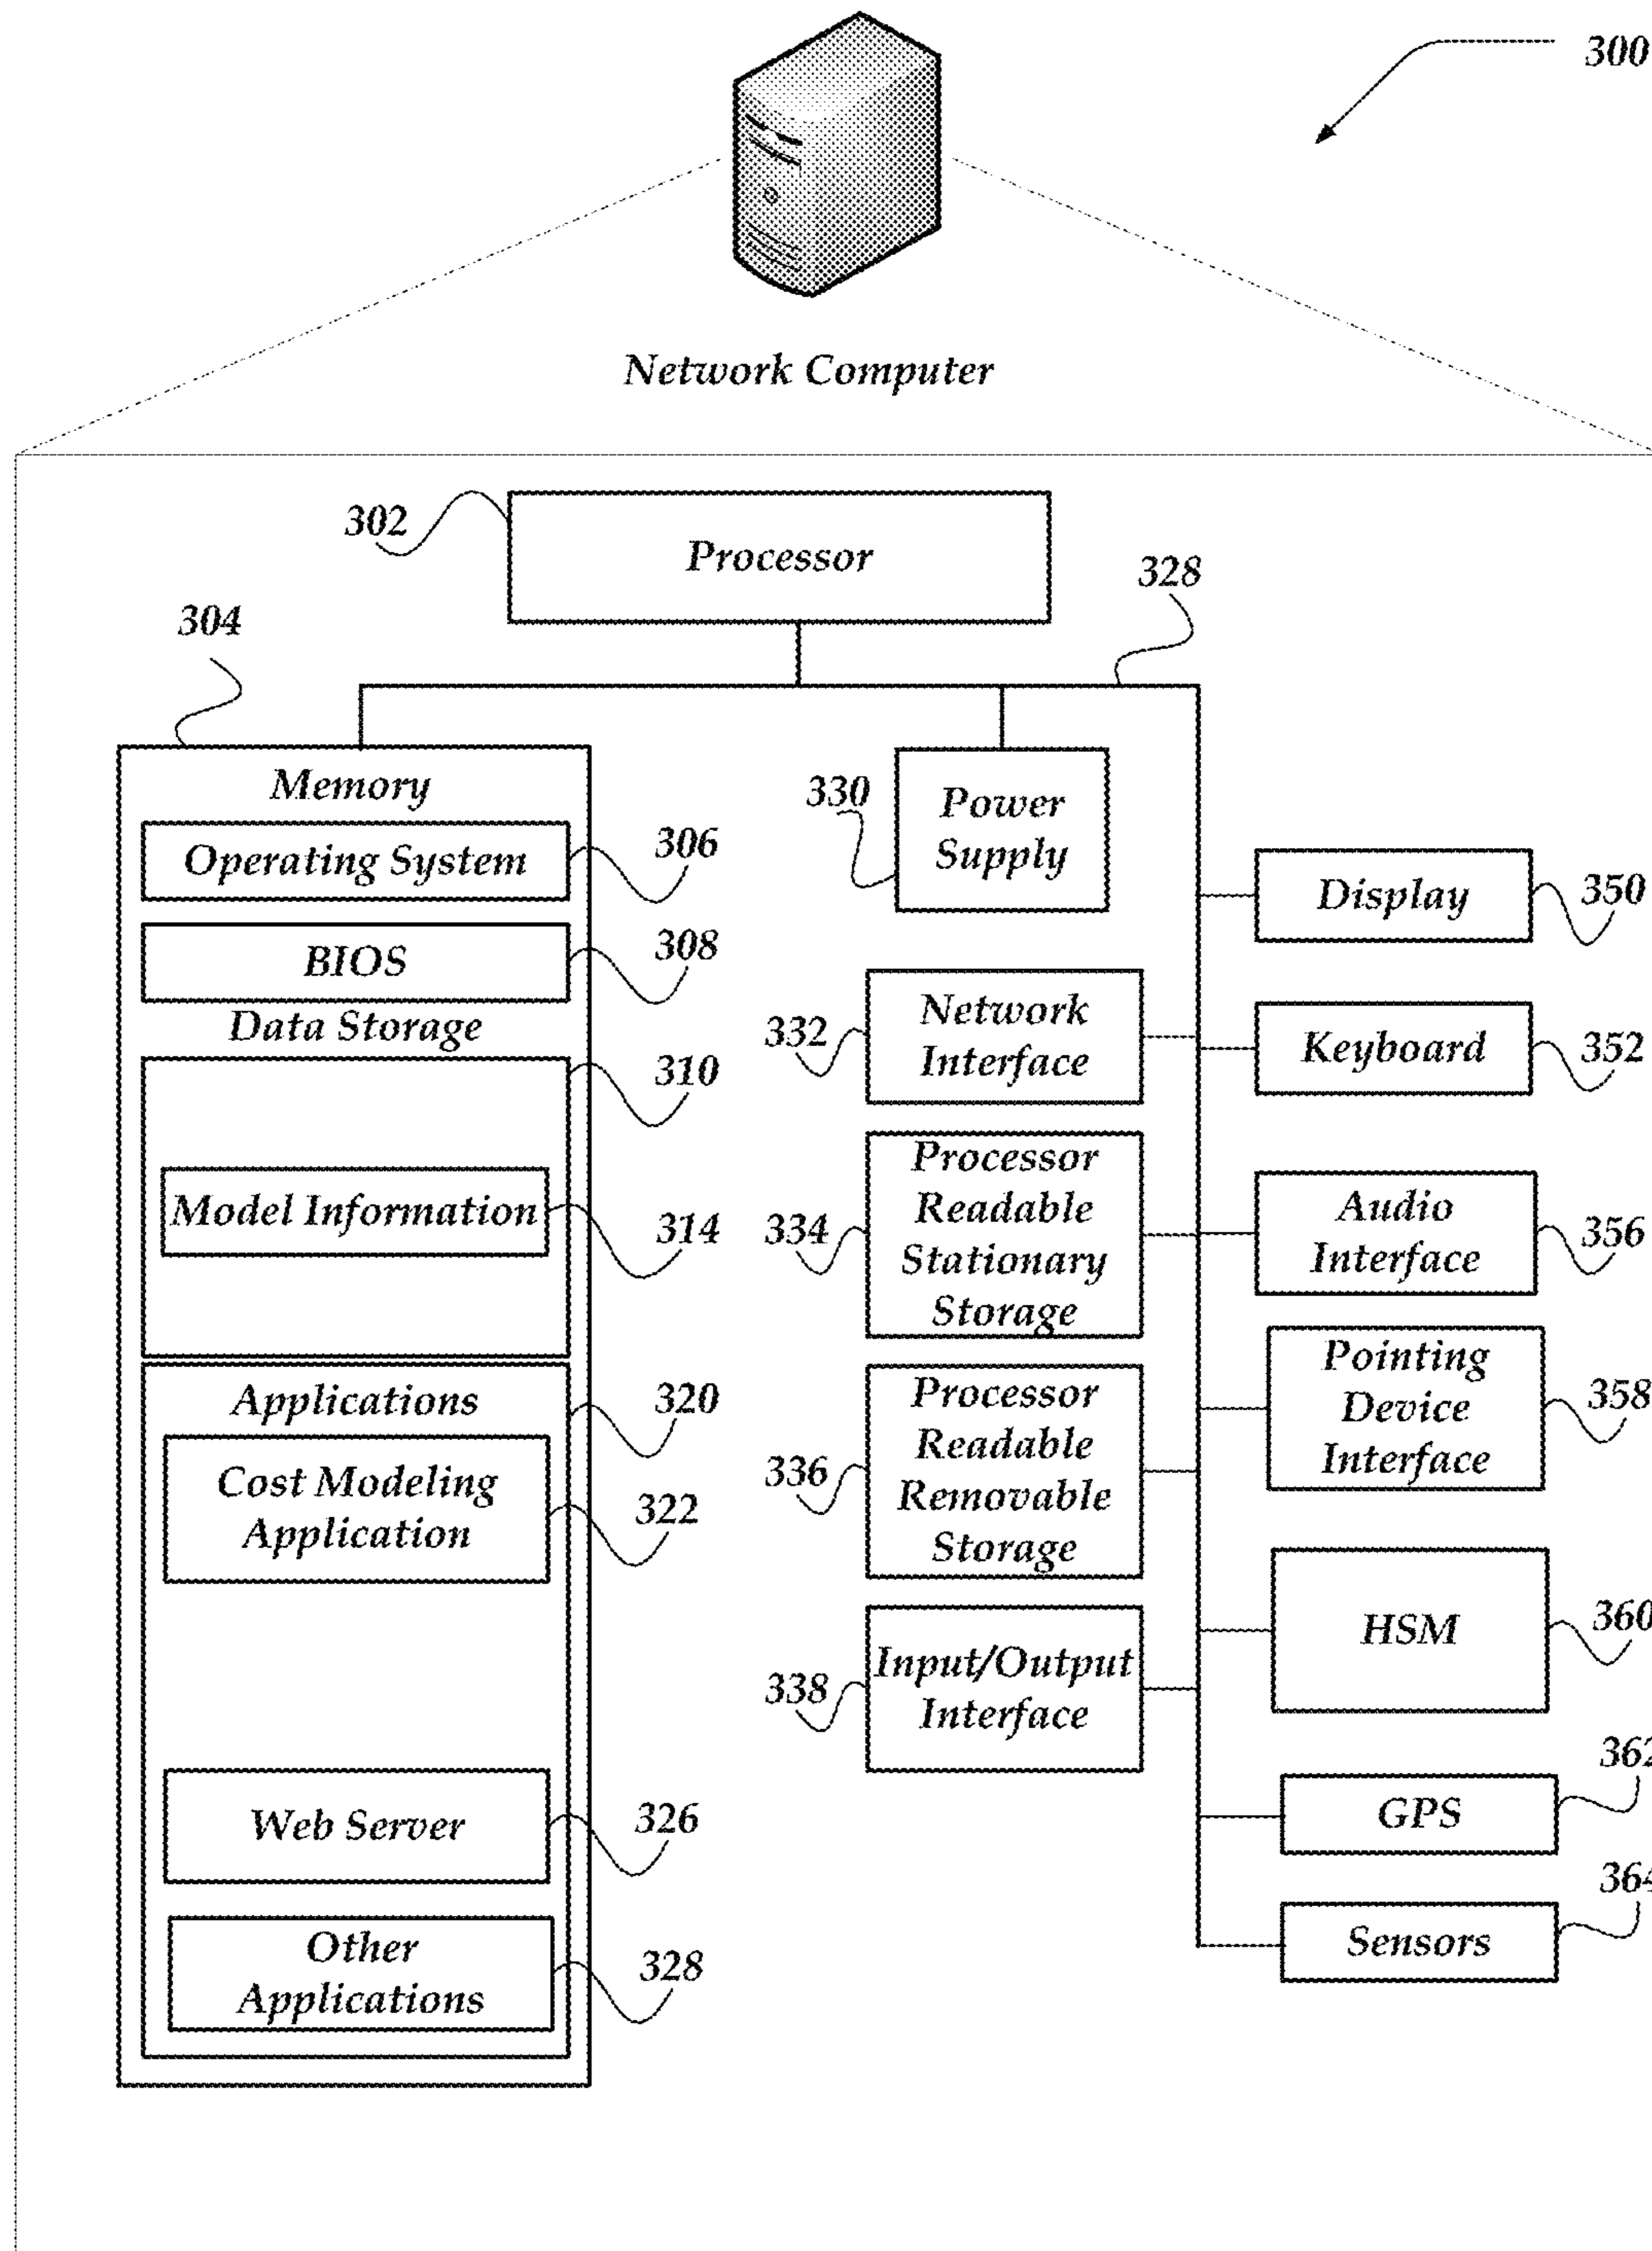 300
Network Computer
302
Processor
328
304
Memory
Operating System
306
BIOS
308
Data Storage
310
Model Information
314
Applications
320
Cost Modeling
Application
322
Web Server
326
Other
Applications
328
330
Power
Supply
332
Network
Interface
334
Processor
Readable
Stationary
Storage
336
Processor
Readable
Removable
Storage
338
Input/Output
Interface
Display
350
Keyboard
352
Audio
Interface
356
Pointing
Device
Interface
358
HSM
360
GPS
362
Sensors
364